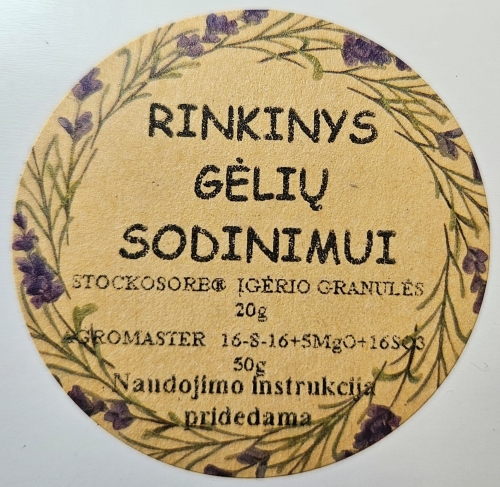 RINKINYS
GĖLIŲ
SODINIMUI
STOCKOSORB® ĮGĖRIO GRANULĖS
20g
AGROMASTER 16-8-16+5MgO+16SO3
50g
Naudojimo instrukcija
pridedama